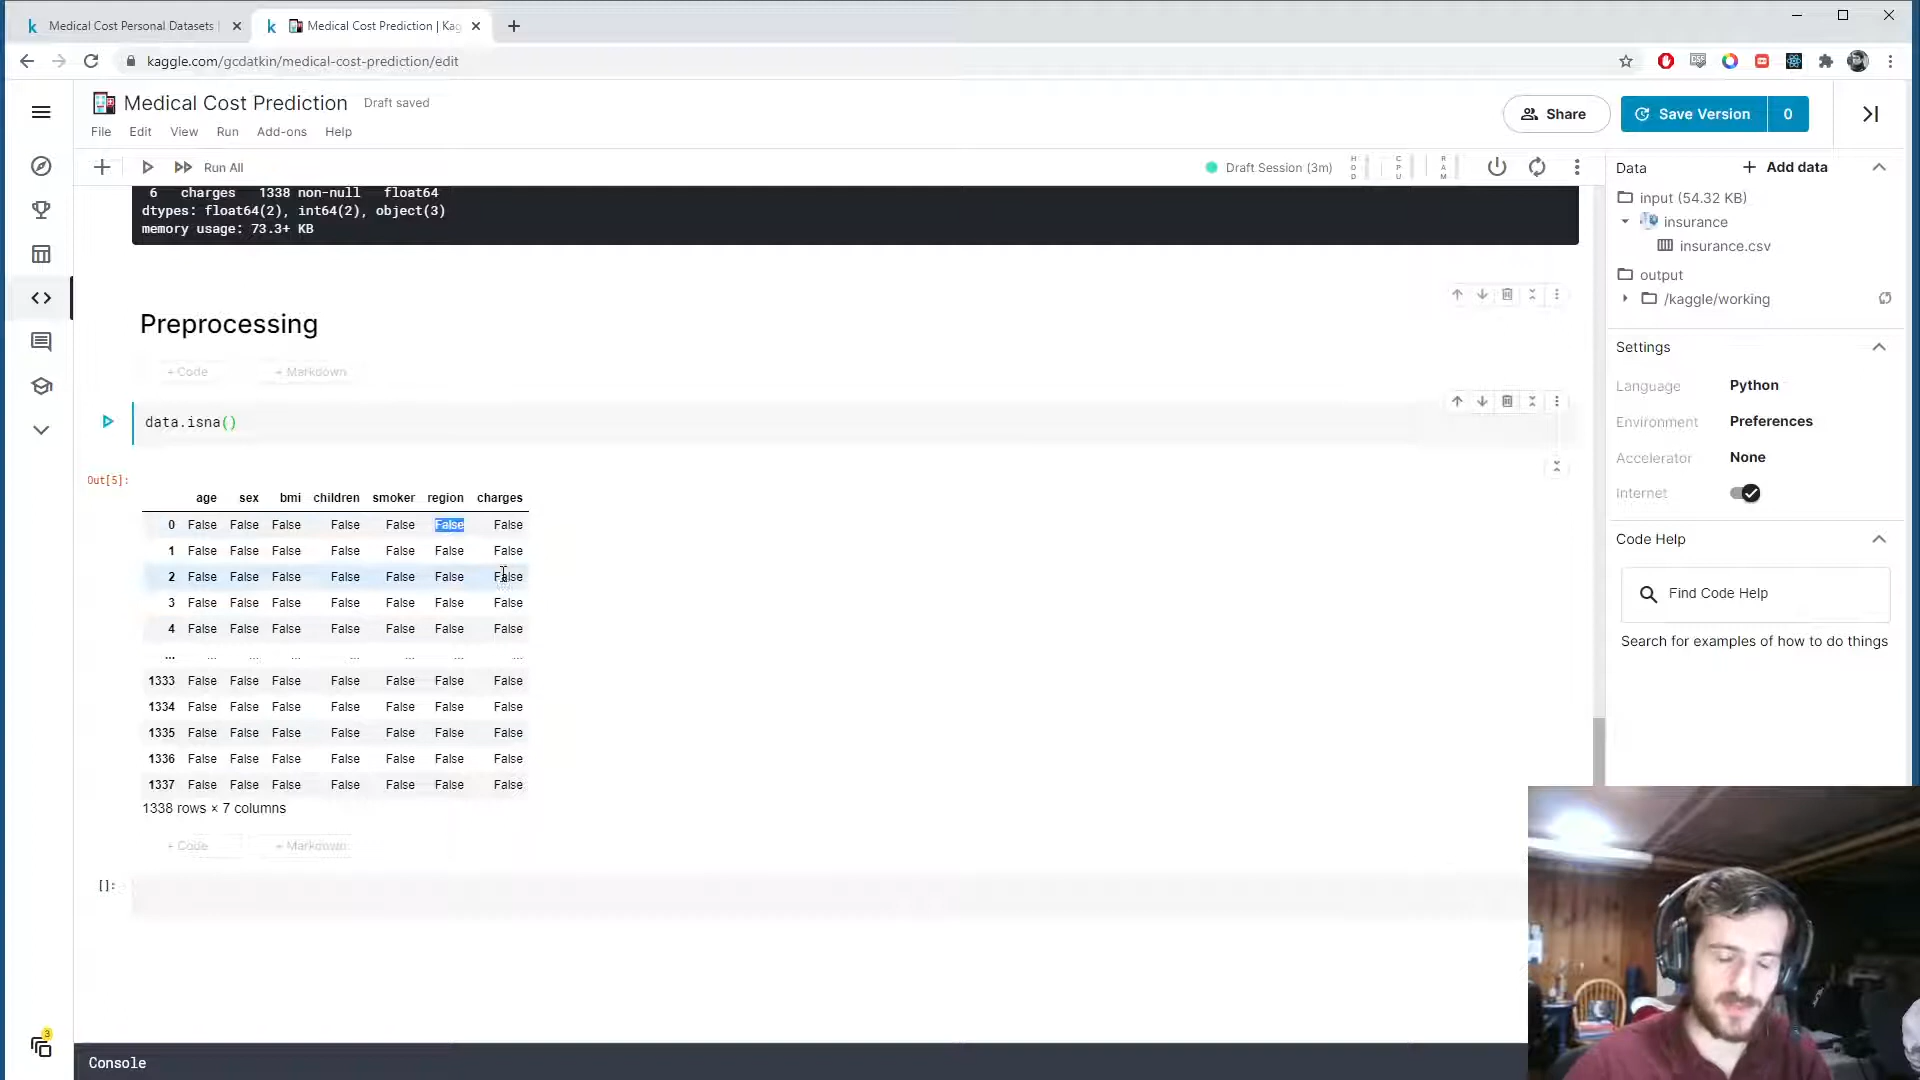 Medical Cost Personal Datasets |
Medical Cost Prediction | Kag
kaggle.com/gcdatkin/medical-cost-prediction/edit
Medical Cost Prediction Draft saved
File Edit View Run Add-ons Help
Share
Save Version 0
Run All
Draft Session (3m)
HDD
CPU
RAM
6 charges 1338 non-null float64
dtypes: float64(2), int64(2), object(3)
memory usage: 73.3+ KB
Preprocessing
+ Code + Markdown
data.isna()
Out[5]:
age sex bmi children smoker region charges
0 False False False False False False False
1 False False False False False False False
2 False False False False False False False
3 False False False False False False False
4 False False False False False False False
... ... ... ... ... ... ... ...
1333 False False False False False False False
1334 False False False False False False False
1335 False False False False False False False
1336 False False False False False False False
1337 False False False False False False False
1338 rows × 7 columns
+ Code + Markdown
[]:
Console
3
Data + Add data
input (54.32 KB)
insurance
insurance.csv
output
/kaggle/working
Settings
Language Python
Environment Preferences
Accelerator None
Internet
Code Help
Find Code Help
Search for examples of how to do things